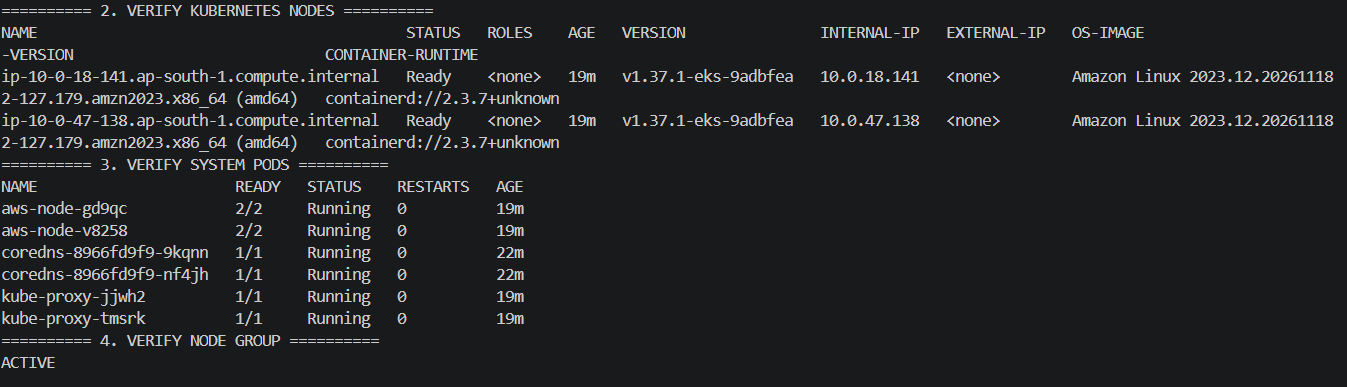 ========== 2. VERIFY KUBERNETES NODES ==========
NAME STATUS ROLES AGE VERSION INTERNAL-IP EXTERNAL-IP OS-IMAGE
-VERSION CONTAINER-RUNTIME
ip-10-0-18-141.ap-south-1.compute.internal Ready <none> 19m v1.37.1-eks-9adbfea 10.0.18.141 <none> Amazon Linux 2023.12.20261118
2-127.179.amzn2023.x86_64 (amd64) containerd://2.3.7+unknown
ip-10-0-47-138.ap-south-1.compute.internal Ready <none> 19m v1.37.1-eks-9adbfea 10.0.47.138 <none> Amazon Linux 2023.12.20261118
2-127.179.amzn2023.x86_64 (amd64) containerd://2.3.7+unknown
========== 3. VERIFY SYSTEM PODS ==========
NAME READY STATUS RESTARTS AGE
aws-node-gd9qc 2/2 Running 0 19m
aws-node-v8258 2/2 Running 0 19m
coredns-8966fd9f9-9kqnn 1/1 Running 0 22m
coredns-8966fd9f9-nf4jh 1/1 Running 0 22m
kube-proxy-jjwh2 1/1 Running 0 19m
kube-proxy-tmsrk 1/1 Running 0 19m
========== 4. VERIFY NODE GROUP ==========
ACTIVE